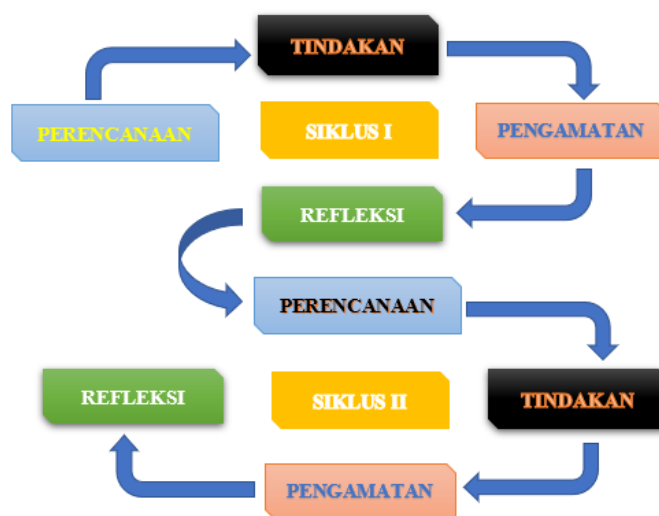 TINDAKAN
PERENCANAAN
SIKLUS I
PENGAMATAN
REFLEKSI
PERENCANAAN
REFLEKSI
SIKLUS II
TINDAKAN
PENGAMATAN